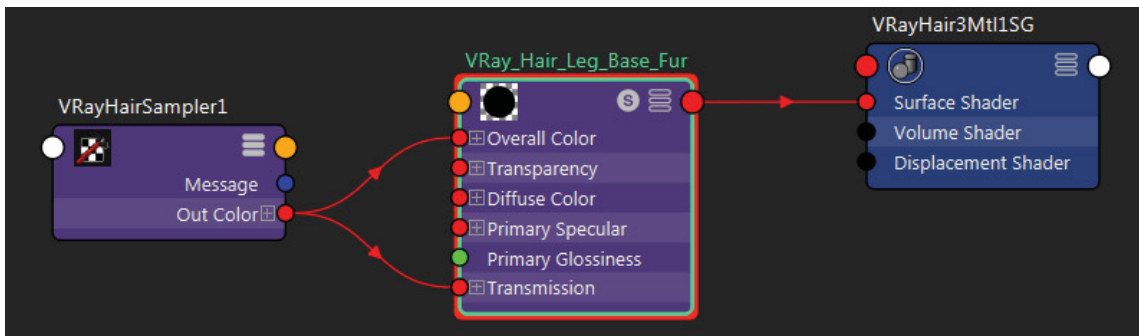 VRayHairSampler1
Message
Out Color
VRay_Hair_Leg_Base_Fur
S
Overall Color
Transparency
Diffuse Color
Primary Specular
Primary Glossiness
Transmission
VRayHair3Mtl1SG
Surface Shader
Volume Shader
Displacement Shader